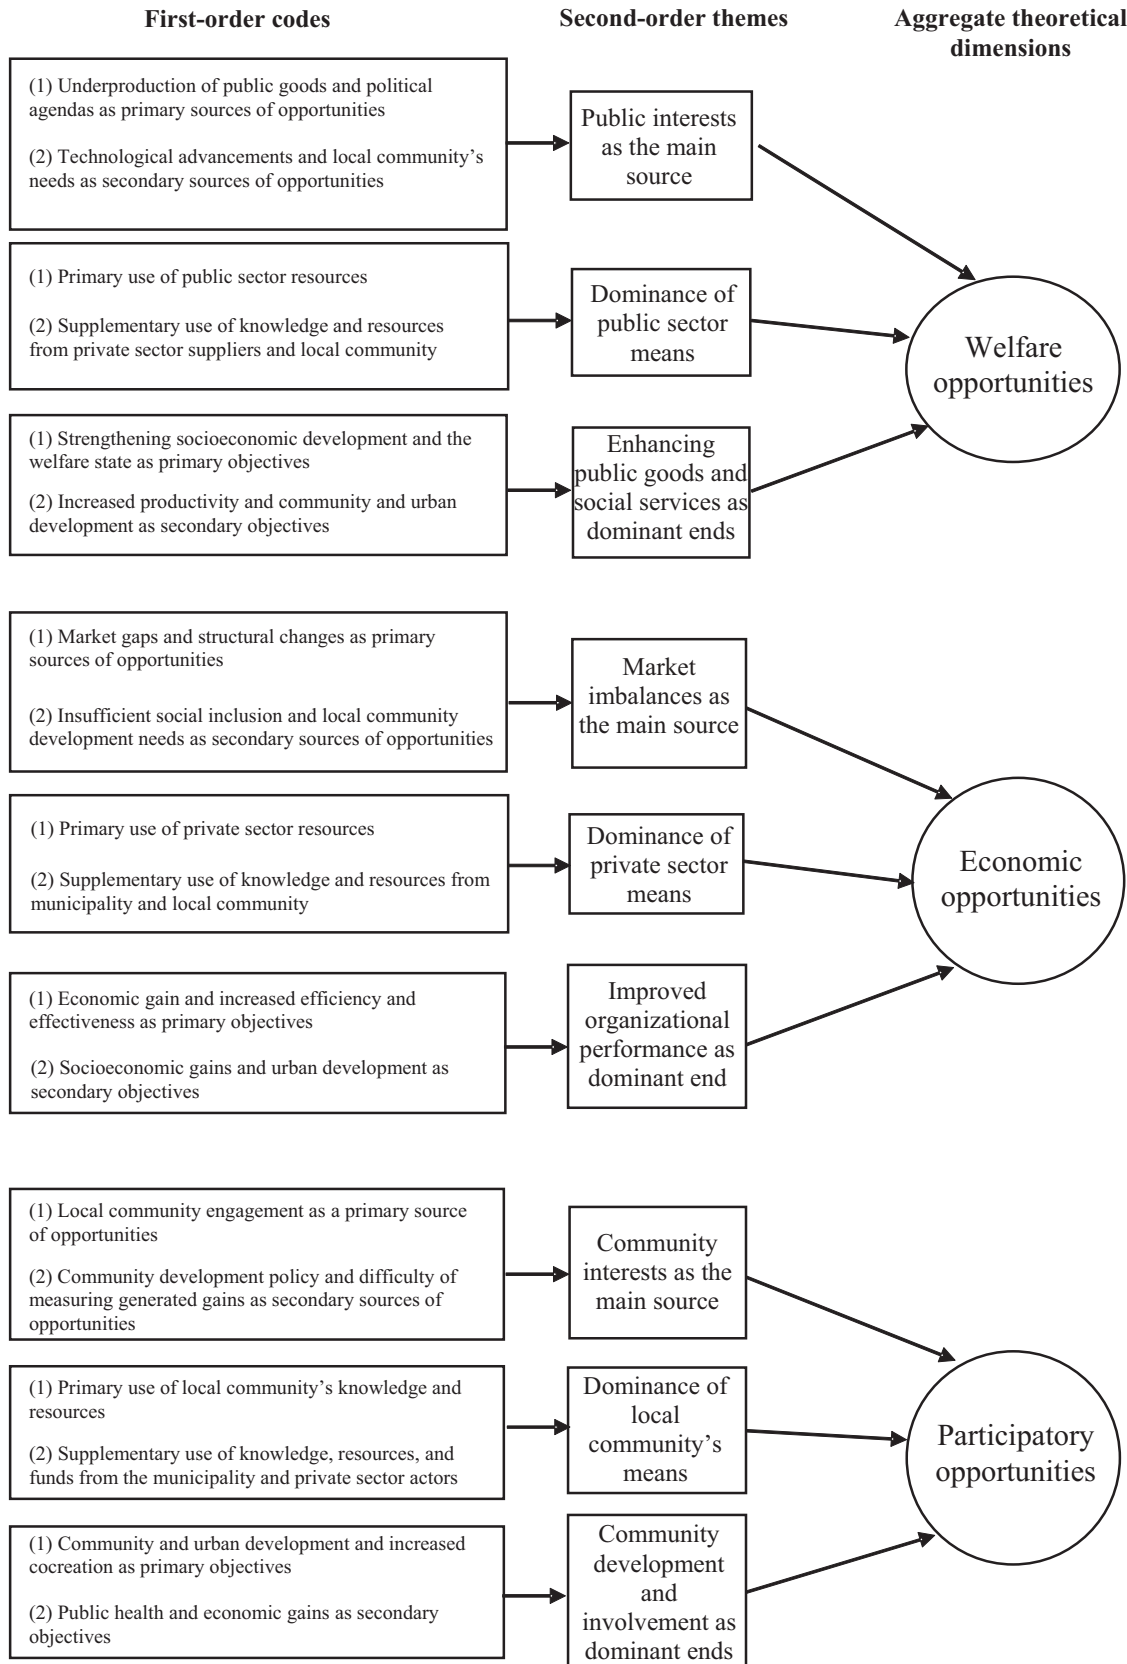 First-order codes
Second-order themes
Aggregate theoretical
dimensions
(1) Underproduction of public goods and political
agendas as primary sources of opportunities
(2) Technological advancements and local community's
needs as secondary sources of opportunities
Public interests
as the main
source
(1) Primary use of public sector resources
(2) Supplementary use of knowledge and resources
from private sector suppliers and local community
Dominance of
public sector
means
(1) Strengthening socioeconomic development and the
welfare state as primary objectives
(2) Increased productivity and community and urban
development as secondary objectives
Enhancing
public goods and
social services as
dominant ends
Welfare
opportunities
(1) Market gaps and structural changes as primary
sources of opportunities
(2) Insufficient social inclusion and local community
development needs as secondary sources of opportunities
Market
imbalances as
the main source
(1) Primary use of private sector resources
(2) Supplementary use of knowledge and resources from
municipality and local community
Dominance of
private sector
means
(1) Economic gain and increased efficiency and
effectiveness as primary objectives
(2) Socioeconomic gains and urban development as
secondary objectives
Improved
organizational
performance as
dominant end
Economic
opportunities
(1) Local community engagement as a primary source
of opportunities
(2) Community development policy and difficulty of
measuring generated gains as secondary sources of
opportunities
Community
interests as the
main source
(1) Primary use of local community's knowledge and
resources
(2) Supplementary use of knowledge, resources, and
funds from the municipality and private sector actors
Dominance of
local
community's
means
(1) Community and urban development and increased
cocreation as primary objectives
(2) Public health and economic gains as secondary
objectives
Community
development
and
involvement as
dominant ends
Participatory
opportunities